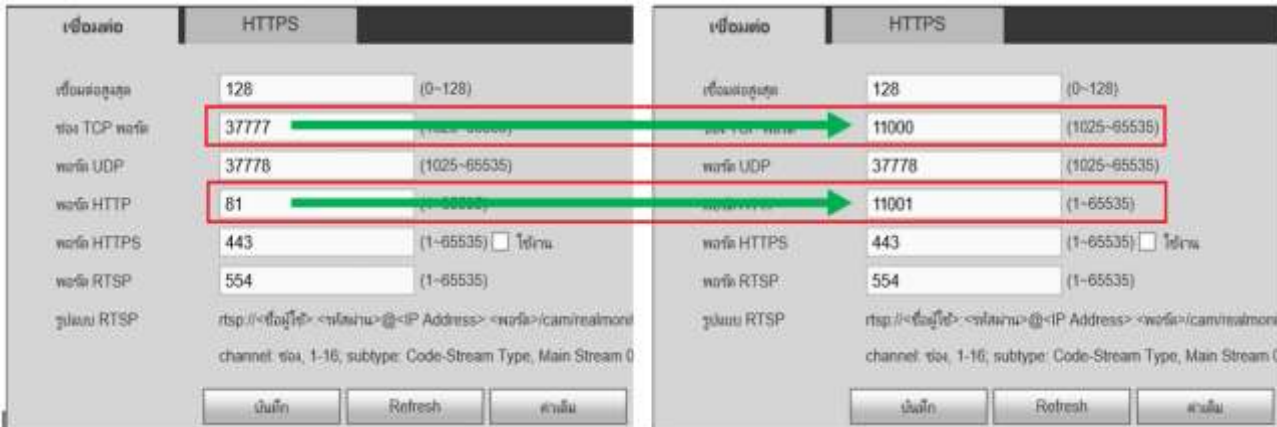 เชื่อมต่อ HTTPS
เชื่อมต่อสูงสุด 128 (0~128)
ช่อง TCP พอร์ต 37777
พอร์ต UDP 37778 (1025~65535)
พอร์ต HTTP 81
พอร์ต HTTPS 443 (1~65535) ใช้งาน
พอร์ต RTSP 554 (1~65535)
รูปแบบ RTSP rtsp://<ชื่อผู้ใช้>:<รหัสผ่าน>@<IP Address>:<พอร์ต>/cam/realmoni
channel: ช่อง, 1-16; subtype: Code-Stream Type, Main Stream 0
บันทึก Refresh ค่าเดิม
เชื่อมต่อ HTTPS
เชื่อมต่อสูงสุด 128 (0~128)
11000 (1025~65535)
พอร์ต UDP 37778 (1025~65535)
11001 (1~65535)
พอร์ต HTTPS 443 (1~65535) ใช้งาน
พอร์ต RTSP 554 (1~65535)
รูปแบบ RTSP rtsp://<ชื่อผู้ใช้>:<รหัสผ่าน>@<IP Address>:<พอร์ต>/cam/realmoni
channel: ช่อง, 1-16; subtype: Code-Stream Type, Main Stream 0
บันทึก Refresh ค่าเดิม